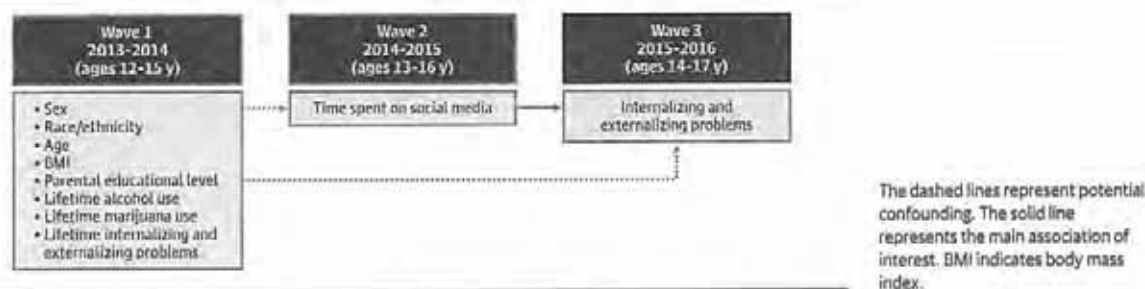 Wave 1
2013-2014
(ages 12-15 y)
• Sex
• Race/ethnicity
• Age
• BMI
• Parental educational level
• Lifetime alcohol use
• Lifetime marijuana use
• Lifetime internalizing and
externalizing problems
Wave 2
2014-2015
(ages 13-16 y)
Time spent on social media
Wave 3
2015-2016
(ages 14-17 y)
Internalizing and
externalizing problems
The dashed lines represent potential
confounding. The solid line
represents the main association of
interest. BMI indicates body mass
index.